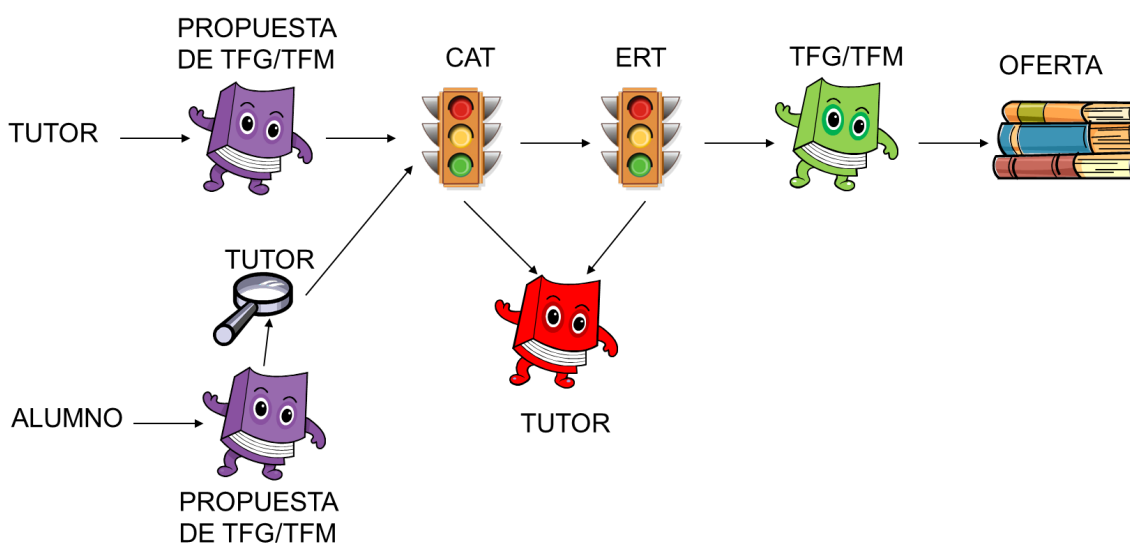 PROPUESTA
DE TFG/TFM
CAT
ERT
TFG/TFM
OFERTA
TUTOR
TUTOR
ALUMNO
TUTOR
PROPUESTA
DE TFG/TFM